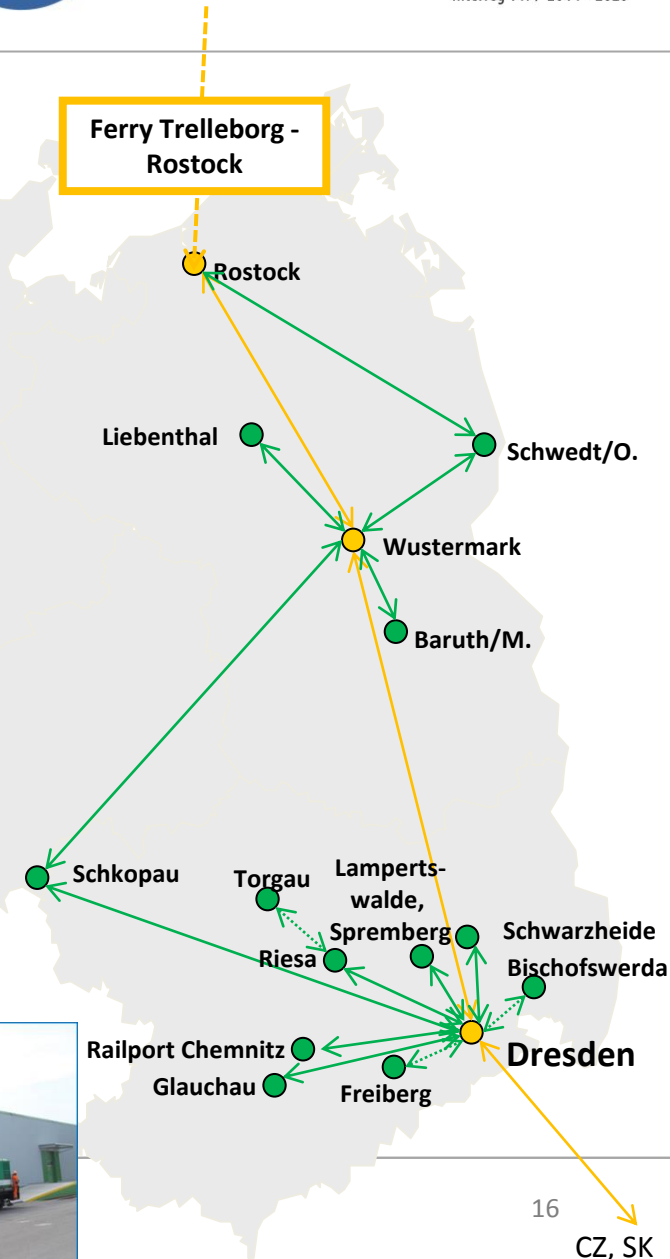 Ferry Trelleborg -
Rostock
Rostock
Liebenthal
Schwedt/O.
Wustermark
Baruth/M.
Schkopau
Torgau
Lamperts-
walde,
Spremberg
Schwarzheide
Riesa
Bischofswerda
Railport Chemnitz
Dresden
Glauchau
Freiberg
16
CZ, SK